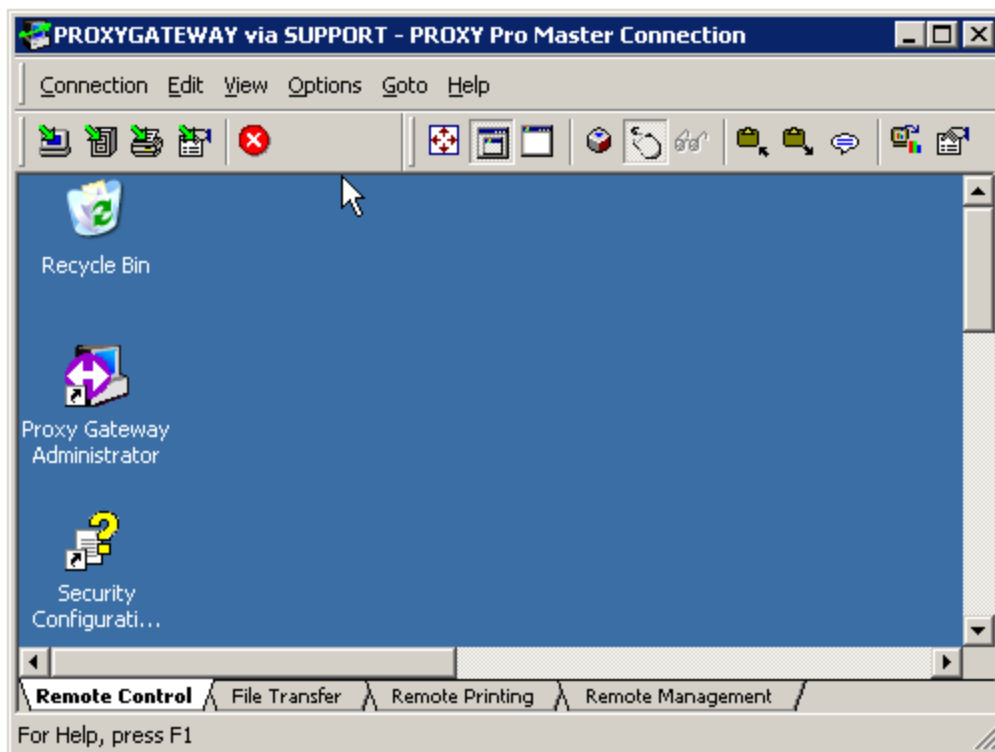 PROXYGATEWAY via SUPPORT - PROXY Pro Master Connection
Connection Edit View Options Goto Help
Recycle Bin
Proxy Gateway
Administrator
Security
Configurati...
Remote Control File Transfer Remote Printing Remote Management
For Help, press F1